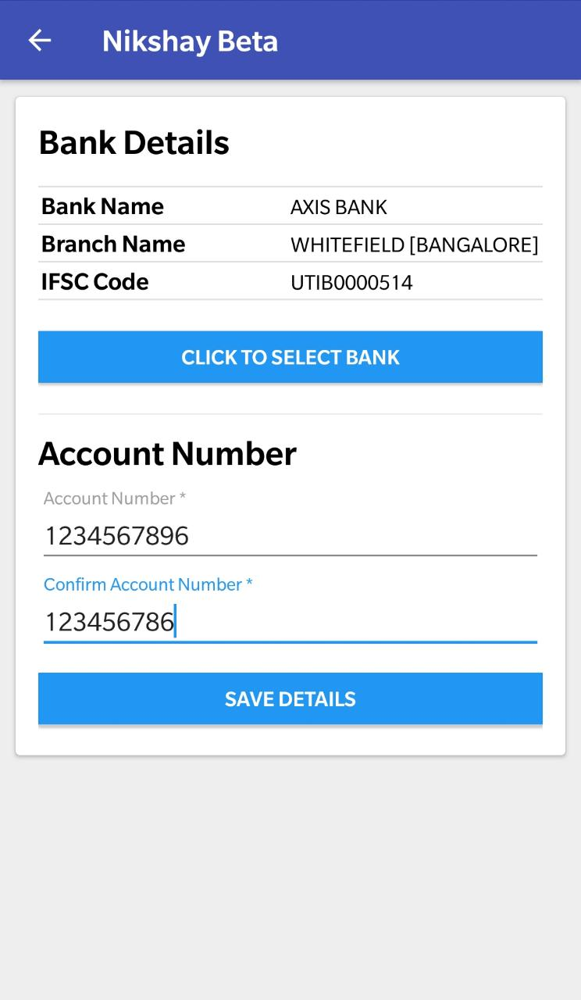 Nikshay Beta
Bank Details
Bank Name AXIS BANK
Branch Name WHITEFIELD [BANGALORE]
IFSC Code UTIB0000514
CLICK TO SELECT BANK
Account Number
Account Number *
1234567896
Confirm Account Number *
123456786
SAVE DETAILS